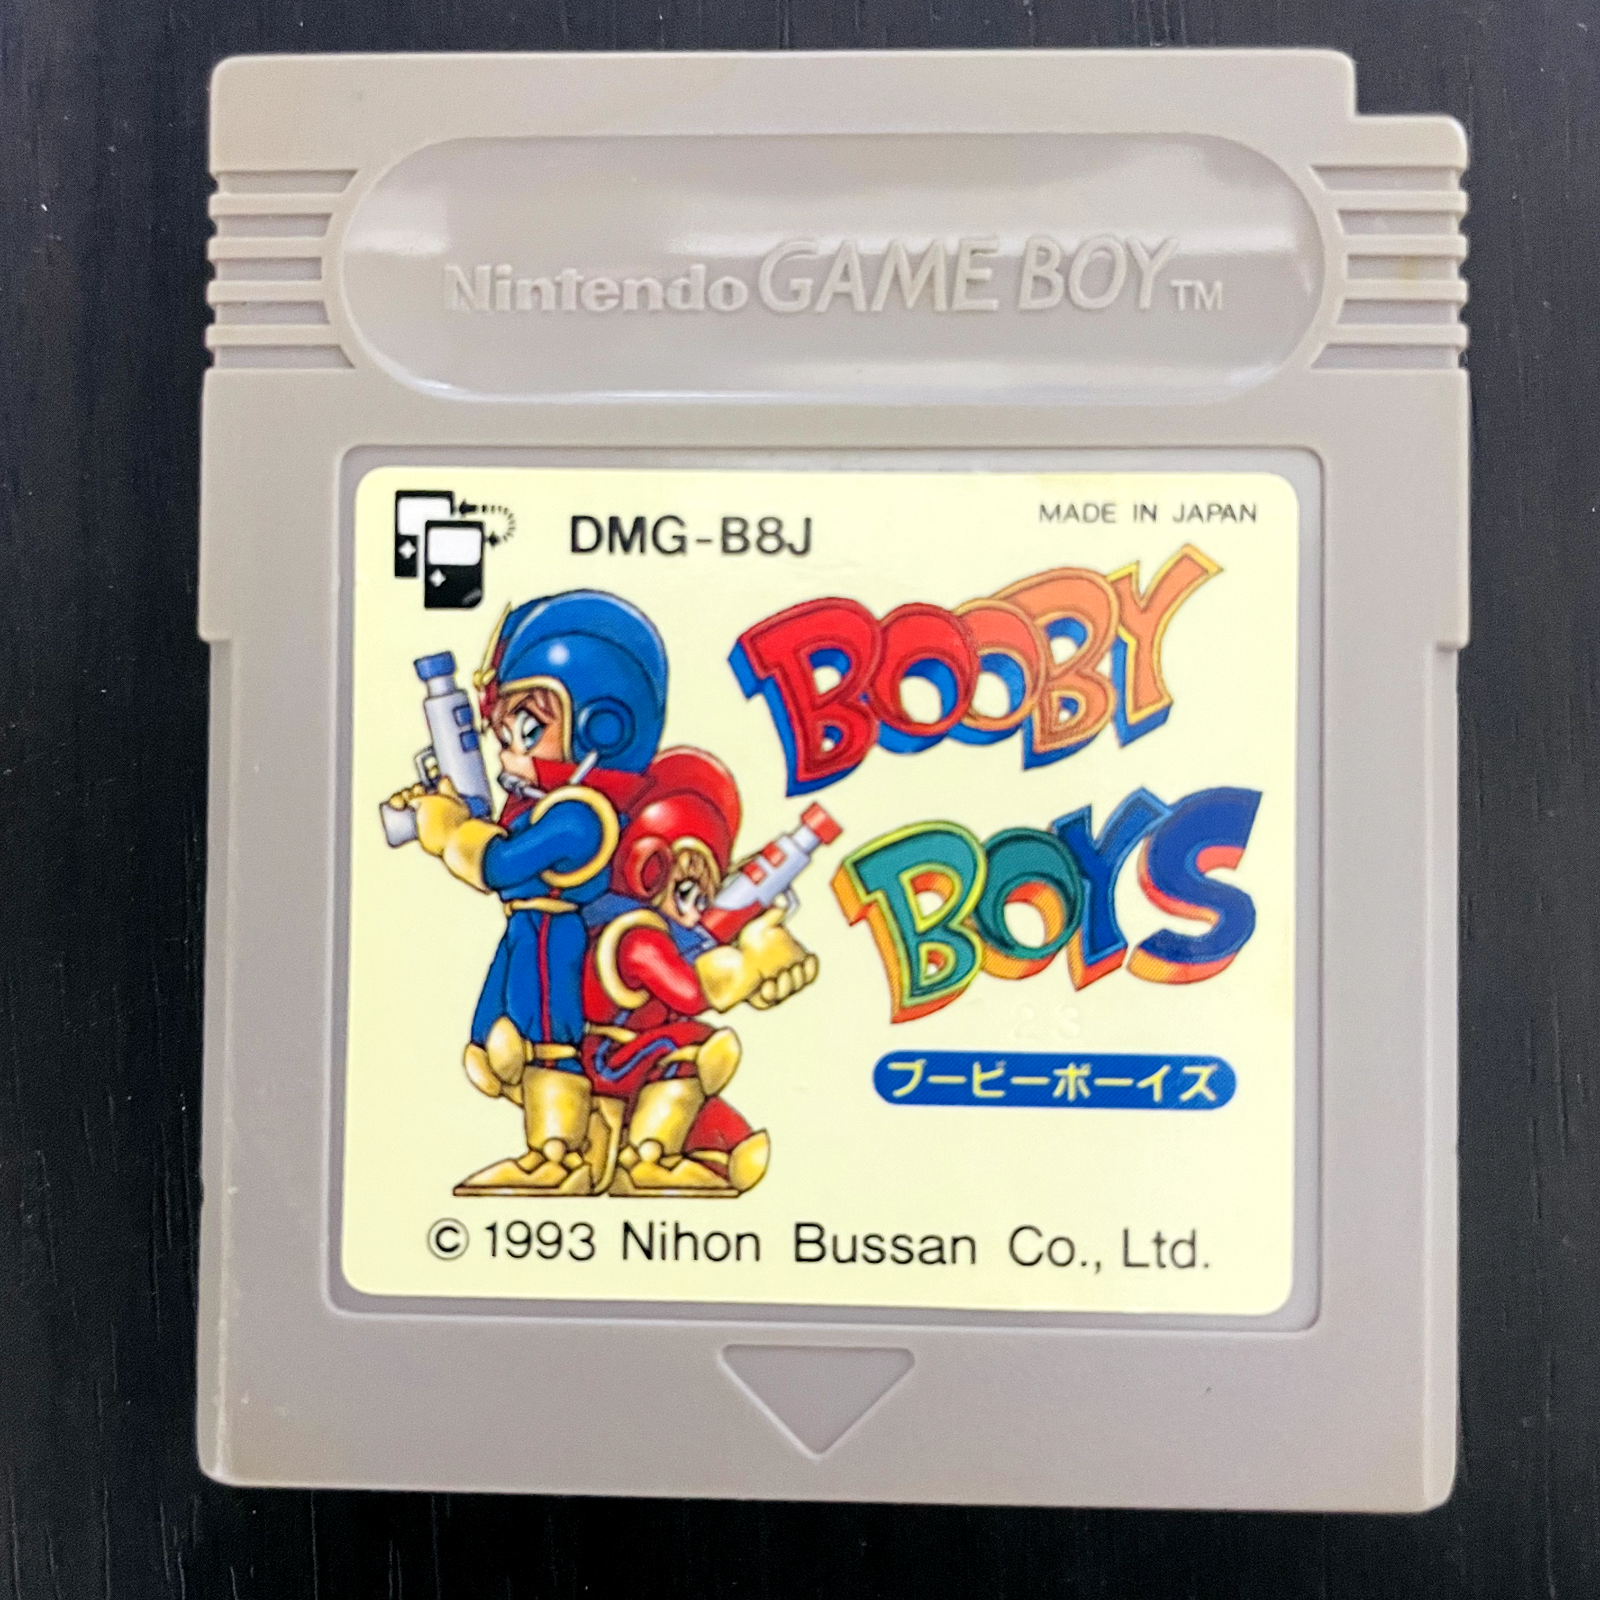 Nintendo GAME BOY TM
DMG-B8J
MADE IN JAPAN
BOOBY
BOYS
23
ブービーボーイズ
© 1993 Nihon Bussan Co., Ltd.